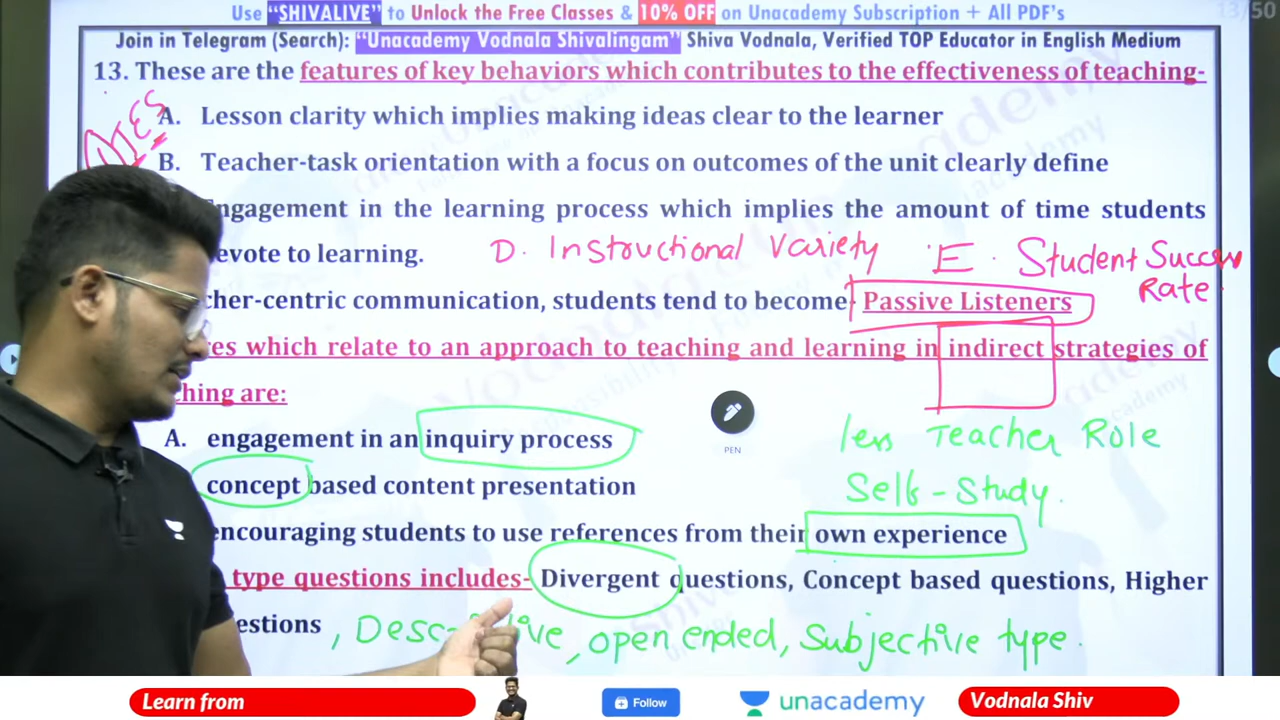 Use "SHIVALIVE" to Unlock the Free Classes & 10% OFF on Unacademy Subscription + All PDF's
13/50
Join in Telegram (Search): "Unacademy Vodnala Shivalingam" Shiva Vodnala, Verified TOP Educator in English Medium
13. These are the features of key behaviors which contributes to the effectiveness of teaching-
A. Lesson clarity which implies making ideas clear to the learner
B. Teacher-task orientation with a focus on outcomes of the unit clearly define
ngagement in the learning process which implies the amount of time students
evote to learning. D. Instructional Variety E. Student Success Rate
cher-centric communication, students tend to become Passive Listeners
res which relate to an approach to teaching and learning in indirect strategies of
ching are:
A. engagement in an inquiry process
less Teacher Role
concept based content presentation
Self-Study.
PEN
encouraging students to use references from their own experience
type questions includes- Divergent questions, Concept based questions, Higher
estions , open ended, Subjective type.
Learn from
Follow
unacademy
Vodnala Shiv